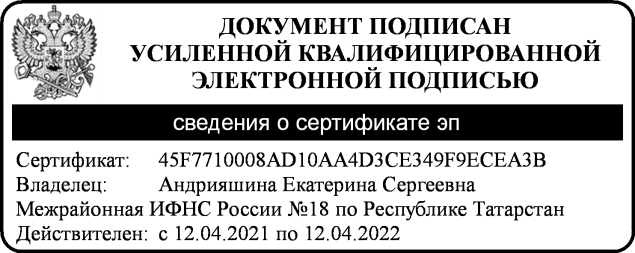 ДОКУМЕНТ ПОДПИСАН
УСИЛЕННОЙ КВАЛИФИЦИРОВАННОЙ
ЭЛЕКТРОННОЙ ПОДПИСЬЮ
сведения о сертификате эп
Сертификат: 45F7710008AD10AA4D3CE349F9ECEA3B
Владелец: Андрияшина Екатерина Сергеевна
Межрайонная ИФНС России №18 по Республике Татарстан
Действителен: с 12.04.2021 по 12.04.2022